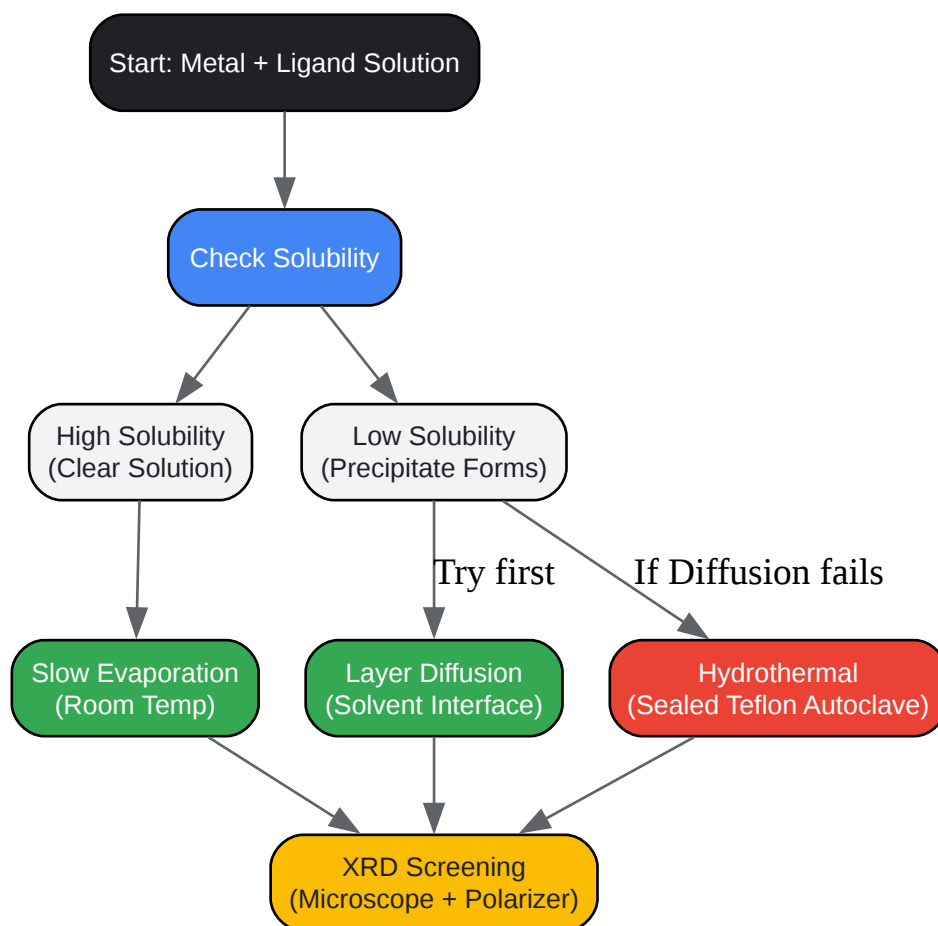 Start: Metal + Ligand Solution
Check Solubility
High Solubility
(Clear Solution)
Low Solubility
(Precipitate Forms)
Try first
If Diffusion fails
Slow Evaporation
(Room Temp)
Layer Diffusion
(Solvent Interface)
Hydrothermal
(Sealed Teflon Autoclave)
XRD Screening
(Microscope + Polarizer)